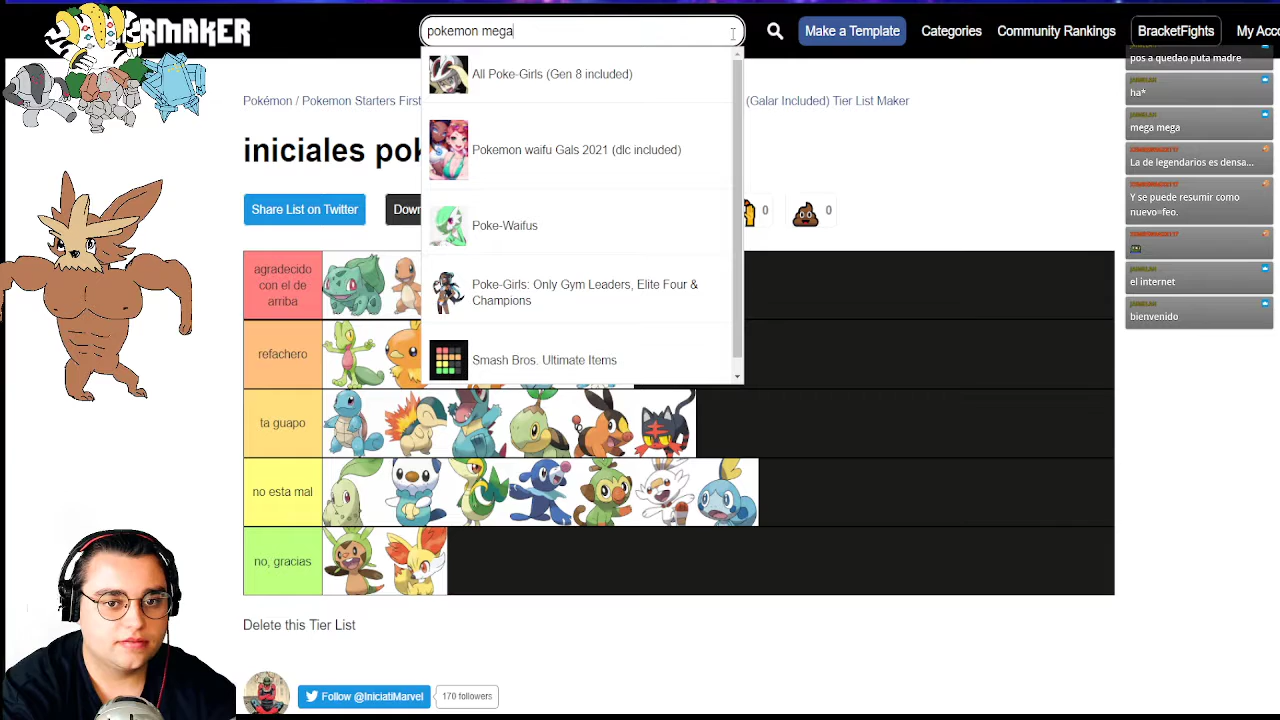 ERMAKER
pokemon mega
Make a Template
Categories
Community Rankings
BracketFights
My Acco
All Poke-Girls (Gen 8 included)
Pokemon waifu Gals 2021 (dlc included)
Poke-Waifus
Poke-Girls: Only Gym Leaders, Elite Four &
Champions
Smash Bros. Ultimate Items
Pokémon / Pokemon Starters First
(Galar Included) Tier List Maker
iniciales pok
Share List on Twitter
Down
0
0
agradecido
con el de
arriba
refachero
ta guapo
no esta mal
no, gracias
Delete this Tier List
Follow @IniciatiMarvel
170 followers
pos a quedao puta madre
ha*
mega mega
La de legendarios es densa...
Y se puede resumir como
nuevo=feo.
el internet
bienvenido